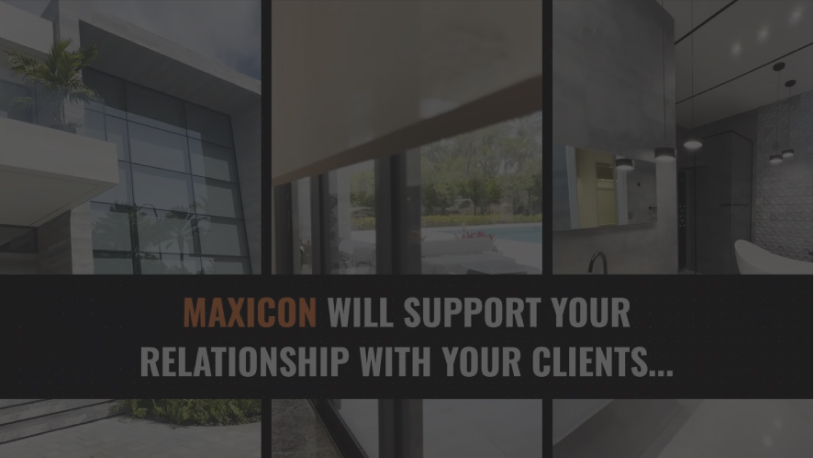 MAXICON WILL SUPPORT YOUR
RELATIONSHIP WITH YOUR CLIENTS...